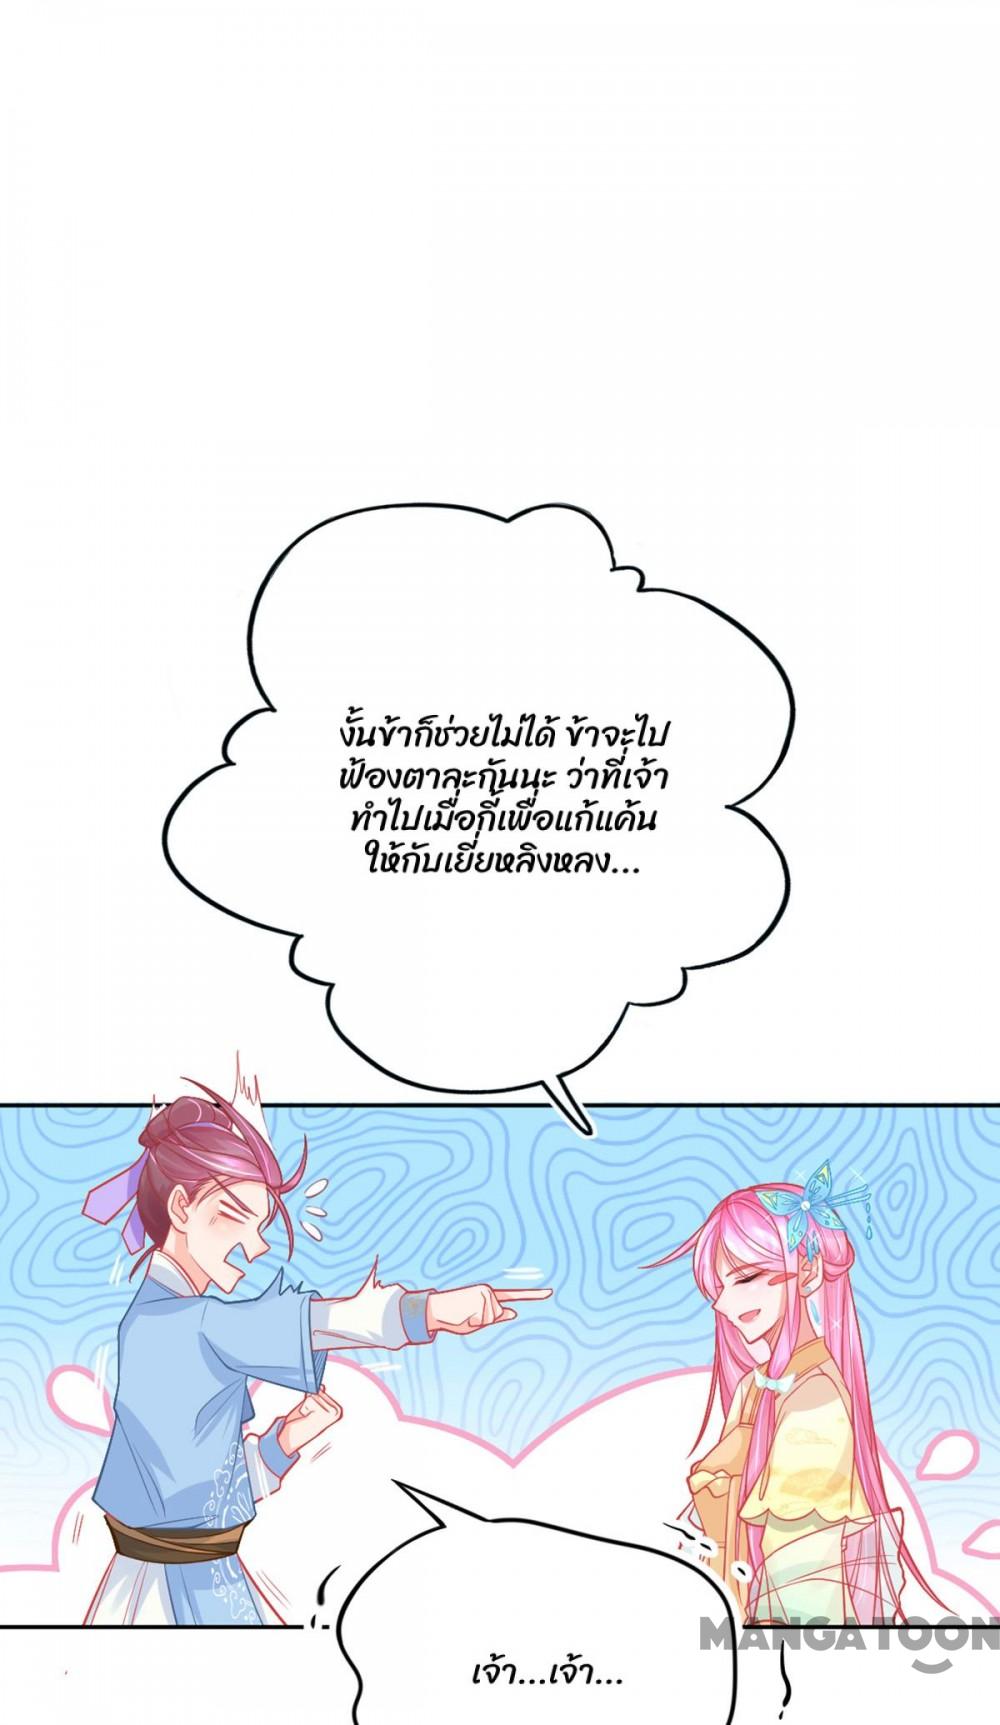 งั้นข้าก็ช่วยไม่ได้ ข้าจะไป
ฟ้องตาละกันนะ ว่าที่เจ้า
ทำไปเมื่อกี้เพื่อแก้แค้น
ให้กับเยี่ยหลิงหลง...
MANGATOON
เจ้า...เจ้า...